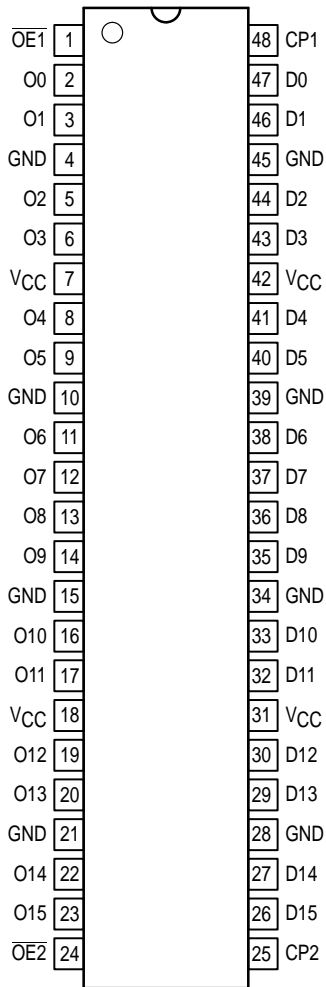 OE1 1 48 CP1
O0 2 47 D0
O1 3 46 D1
GND 4 45 GND
O2 5 44 D2
O3 6 43 D3
VCC 7 42 VCC
O4 8 41 D4
O5 9 40 D5
GND 10 39 GND
O6 11 38 D6
O7 12 37 D7
O8 13 36 D8
O9 14 35 D9
GND 15 34 GND
O10 16 33 D10
O11 17 32 D11
VCC 18 31 VCC
O12 19 30 D12
O13 20 29 D13
GND 21 28 GND
O14 22 27 D14
O15 23 26 D15
OE2 24 25 CP2